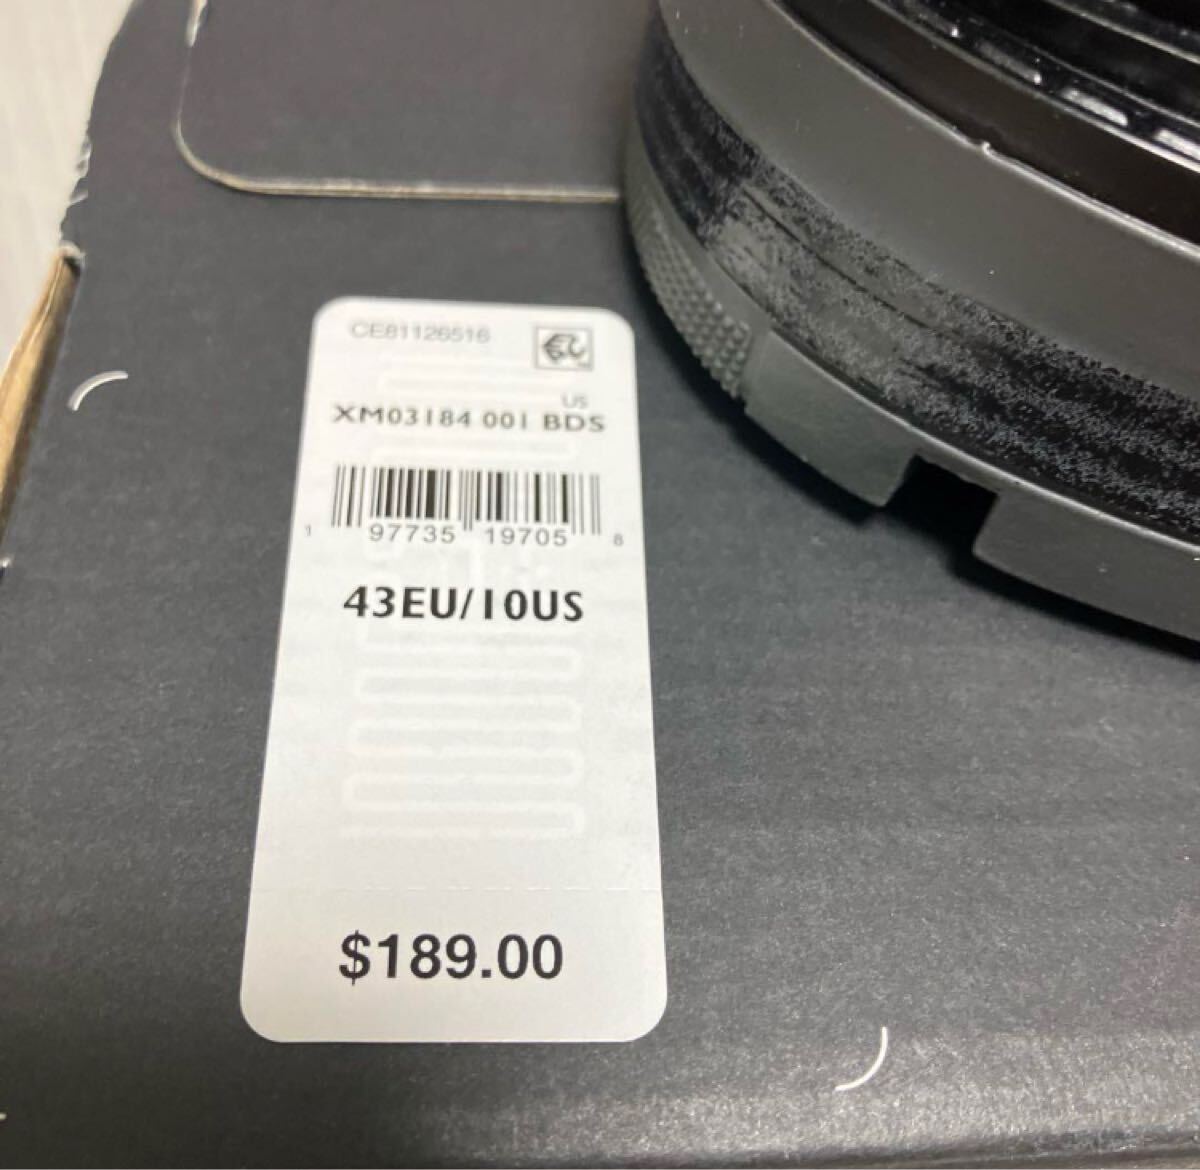 CE81126516
US
XM03184 001 BDS
1 97735 19705 8
43EU/10US
$189.00